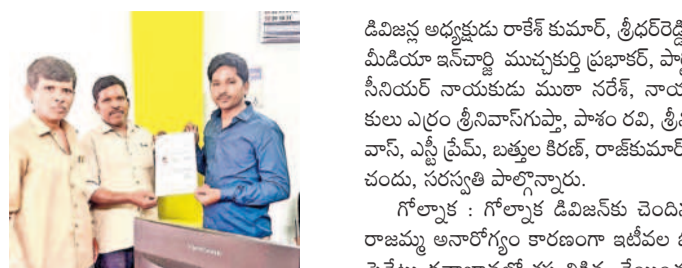 డివిజన్ల అధ్యక్షుడు రాకేశ్ కుమార్, శ్రీధర్‌రెడ్డి
మీడియా ఇన్‌చార్జి ముచ్చకుర్తి ప్రభాకర్, పార్
సీనియర్ నాయకుడు ముఠా నరేశ్, నాయ
కులు ఎర్రం శ్రీనివాస్‌గుప్తా, పాశం రవి, శ్రీని
వాస్, ఎస్టీ ప్రేమ్, బత్తుల కిరణ్, రాజ్‌కుమార్
చందు, సరస్వతి పాల్గొన్నారు.
గోల్నాక : గోల్నాక డివిజన్‌కు చెందిన
రాజమ్మ అనారోగ్యం కారణంగా ఇటీవల